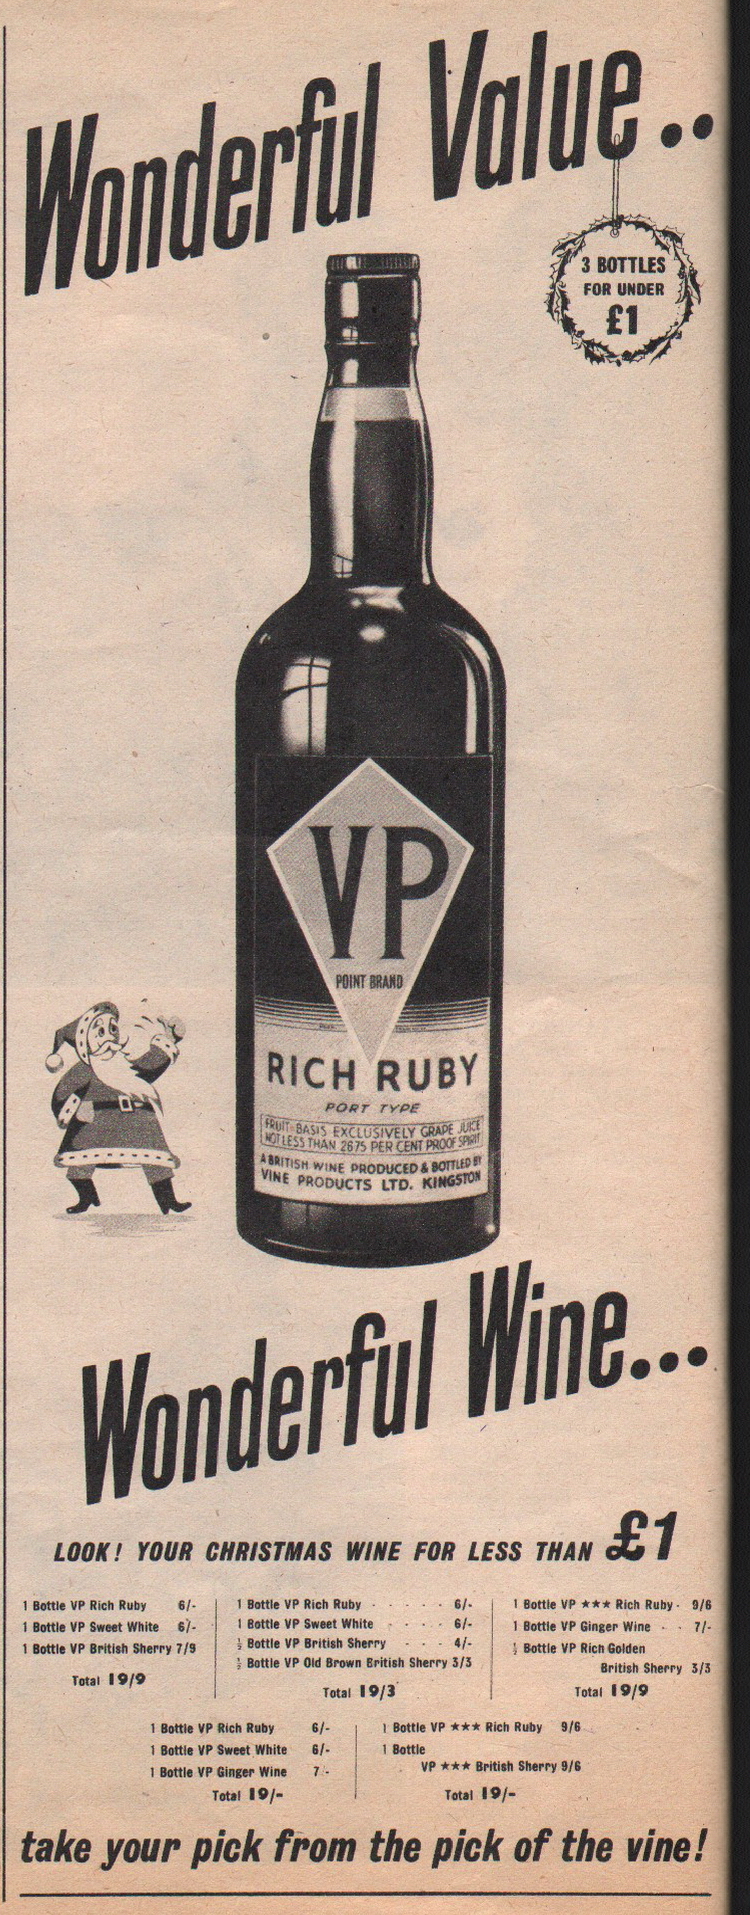 Wonderful Value..
3 BOTTLES
FOR UNDER
£1
VP
POINT BRAND
RICH RUBY
PORT TYPE
FRUIT BASIS EXCLUSIVELY GRAPE JUICE
NOT LESS THAN 26·75 PER CENT PROOF SPIRIT
A BRITISH WINE PRODUCED & BOTTLED BY
VINE PRODUCTS LTD. KINGSTON
Wonderful Wine...
LOOK! YOUR CHRISTMAS WINE FOR LESS THAN £1
1 Bottle VP Rich Ruby 6/-
1 Bottle VP Sweet White 6/-
1 Bottle VP British Sherry 7/9
Total 19/9
1 Bottle VP Rich Ruby - - - - - 6/-
1 Bottle VP Sweet White - - - - 6/-
½ Bottle VP British Sherry - - - 4/-
½ Bottle VP Old Brown British Sherry 3/3
Total 19/3
1 Bottle VP ★★★ Rich Ruby - 9/6
1 Bottle VP Ginger Wine - - 7/-
½ Bottle VP Rich Golden
British Sherry 3/3
Total 19/9
1 Bottle VP Rich Ruby 6/-
1 Bottle VP Sweet White 6/-
1 Bottle VP Ginger Wine 7/-
Total 19/-
1 Bottle VP ★★★ Rich Ruby 9/6
1 Bottle
VP ★★★ British Sherry 9/6
Total 19/-
take your pick from the pick of the vine!